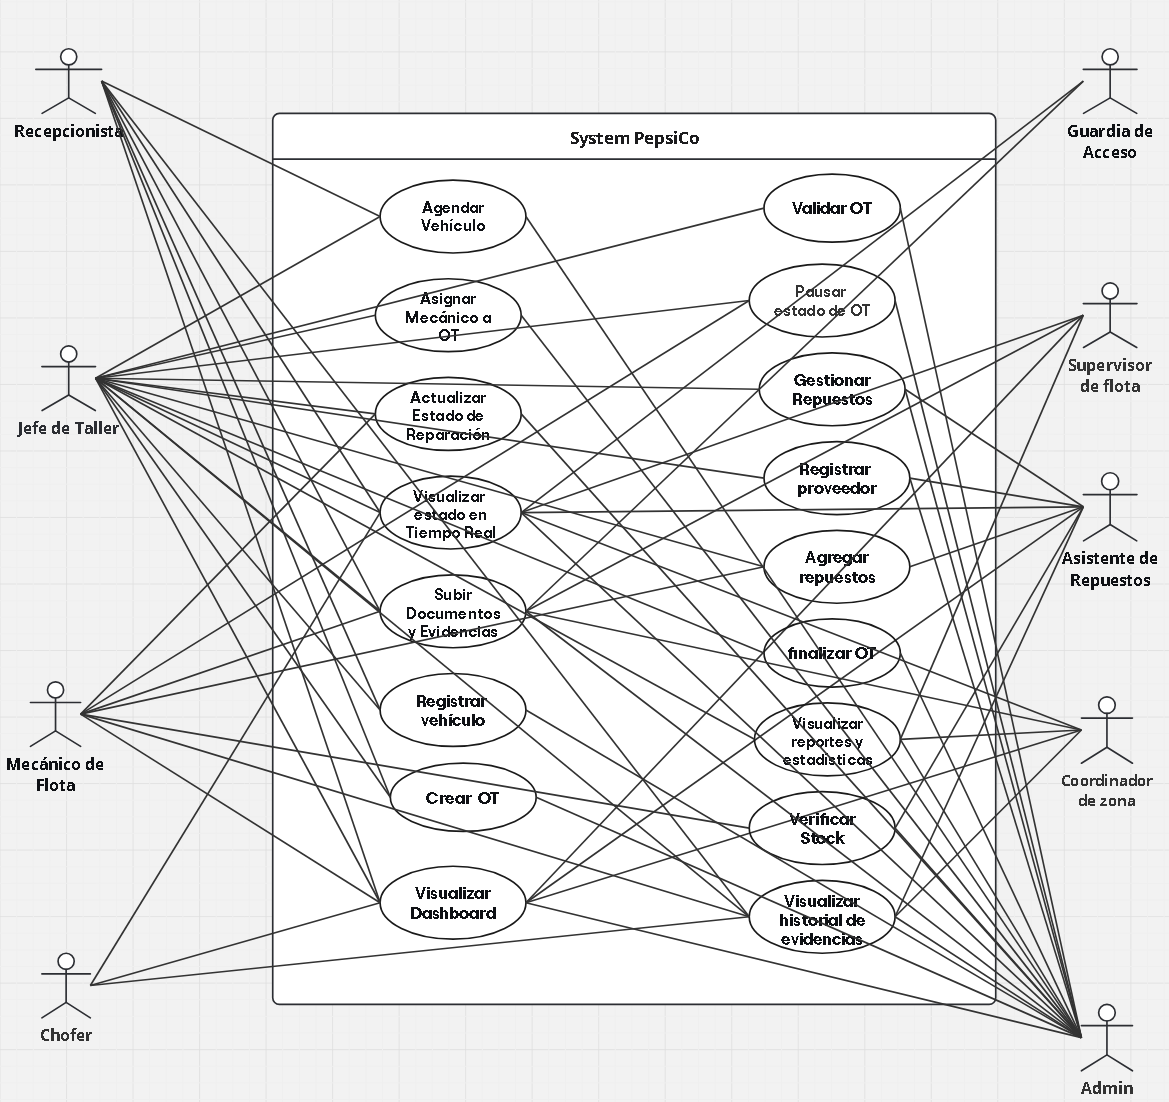 System PepsiCo
Recepcionista
Jefe de Taller
Mecánico de
Flota
Chofer
Agendar
Vehículo
Asignar
Mecánico a
OT
Actualizar
Estado de
Reparación
Visualizar
estado en
Tiempo Real
Subir
Documentos
y Evidencias
Registrar
vehículo
Crear OT
Visualizar
Dashboard
Validar OT
Pausar
estado de OT
Gestionar
Repuestos
Registrar
proveedor
Agregar
repuestos
finalizar OT
Visualizar
reportes y
estadisticas
Verificar
Stock
Visualizar
historial de
evidencias
Guardia de
Acceso
Supervisor
de flota
Asistente de
Repuestos
Coordinador
de zona
Admin